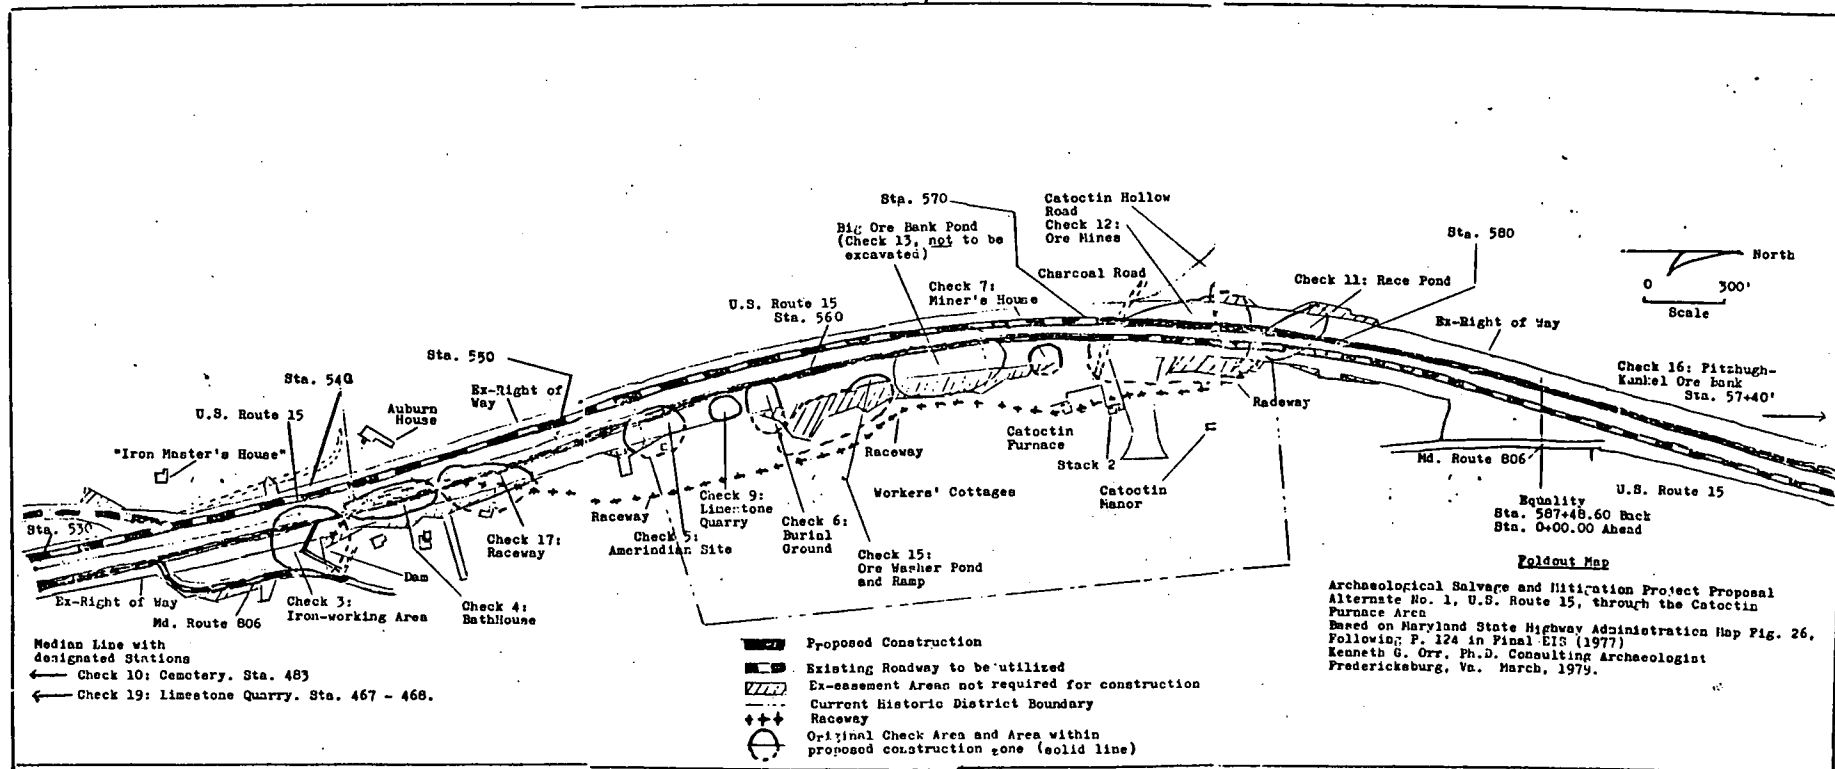 Sta. 570
Catoctin Hollow
Road
Check 12:
Ore Mines
Big Ore Bank Pond
(Check 13, not to be
excavated)
Sta. 580
North
0 300'
Scale
Charcoal Road
Check 11: Race Pond
Check 7:
Miner's House
U.S. Route 15
Sta. 560
Ex-Right of Way
Sta. 550
Check 16: Fitzhugh-
Kunkel Ore Bank
Sta. 57+40'
Sta. 540
Ex-Right of
Way
U.S. Route 15
Auburn
House
Raceway
"Iron Master's House"
Catoctin
Furnace
Raceway
Stack 2
Md. Route 806
Workers' Cottages
Catoctin
Manor
U.S. Route 15
Check 9:
Limestone
Quarry
Equality
Sta. 587+48.60 Back
Sta. 0+00.00 Ahead
Sta. 530
Raceway
Check 6:
Burial
Ground
Check 17:
Raceway
Check 5:
Amerindian Site
Check 15:
Ore Washer Pond
and Ramp
Dam
Foldout Map
Ex-Right of Way
Check 3:
Iron-working Area
Check 4:
BathHouse
Md. Route 806
Archaeological Salvage and Mitigation Project Proposal
Alternate No. 1, U.S. Route 15, through the Catoctin
Furnace Area
Based on Maryland State Highway Administration Map Fig. 26,
Following P. 124 in Final EIS (1977)
Kenneth G. Orr, Ph.D. Consulting Archaeologist
Fredericksburg, Va. March, 1979.
Median Line with
designated Stations
Check 10: Cemetary. Sta. 483
Check 19: Limestone Quarry. Sta. 467 - 468.
Proposed Construction
Existing Roadway to be utilized
Ex-easement Areas not required for construction
Current Historic District Boundary
Raceway
Original Check Area and Area within
proposed construction zone (solid line)